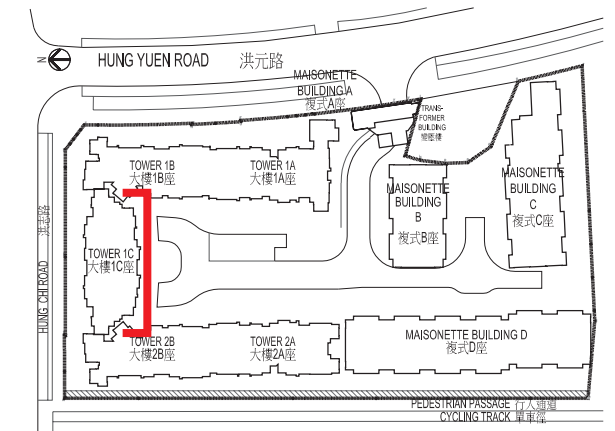 N
HUNG YUEN ROAD 洪元路
MAISONETTE
BUILDING A
複式A座
TRANS-
FORMER
BUILDING
變壓樓
TOWER 1B
大樓1B座
TOWER 1A
大樓1A座
MAISONETTE
BUILDING
B
複式B座
MAISONETTE
BUILDING
C
複式C座
洪志路
HUNG CHI ROAD
TOWER 1C
大樓1C座
TOWER 2B
大樓2B座
TOWER 2A
大樓2A座
MAISONETTE BUILDING D
複式D座
PEDESTRIAN PASSAGE 行人通道
CYCLING TRACK 單車徑